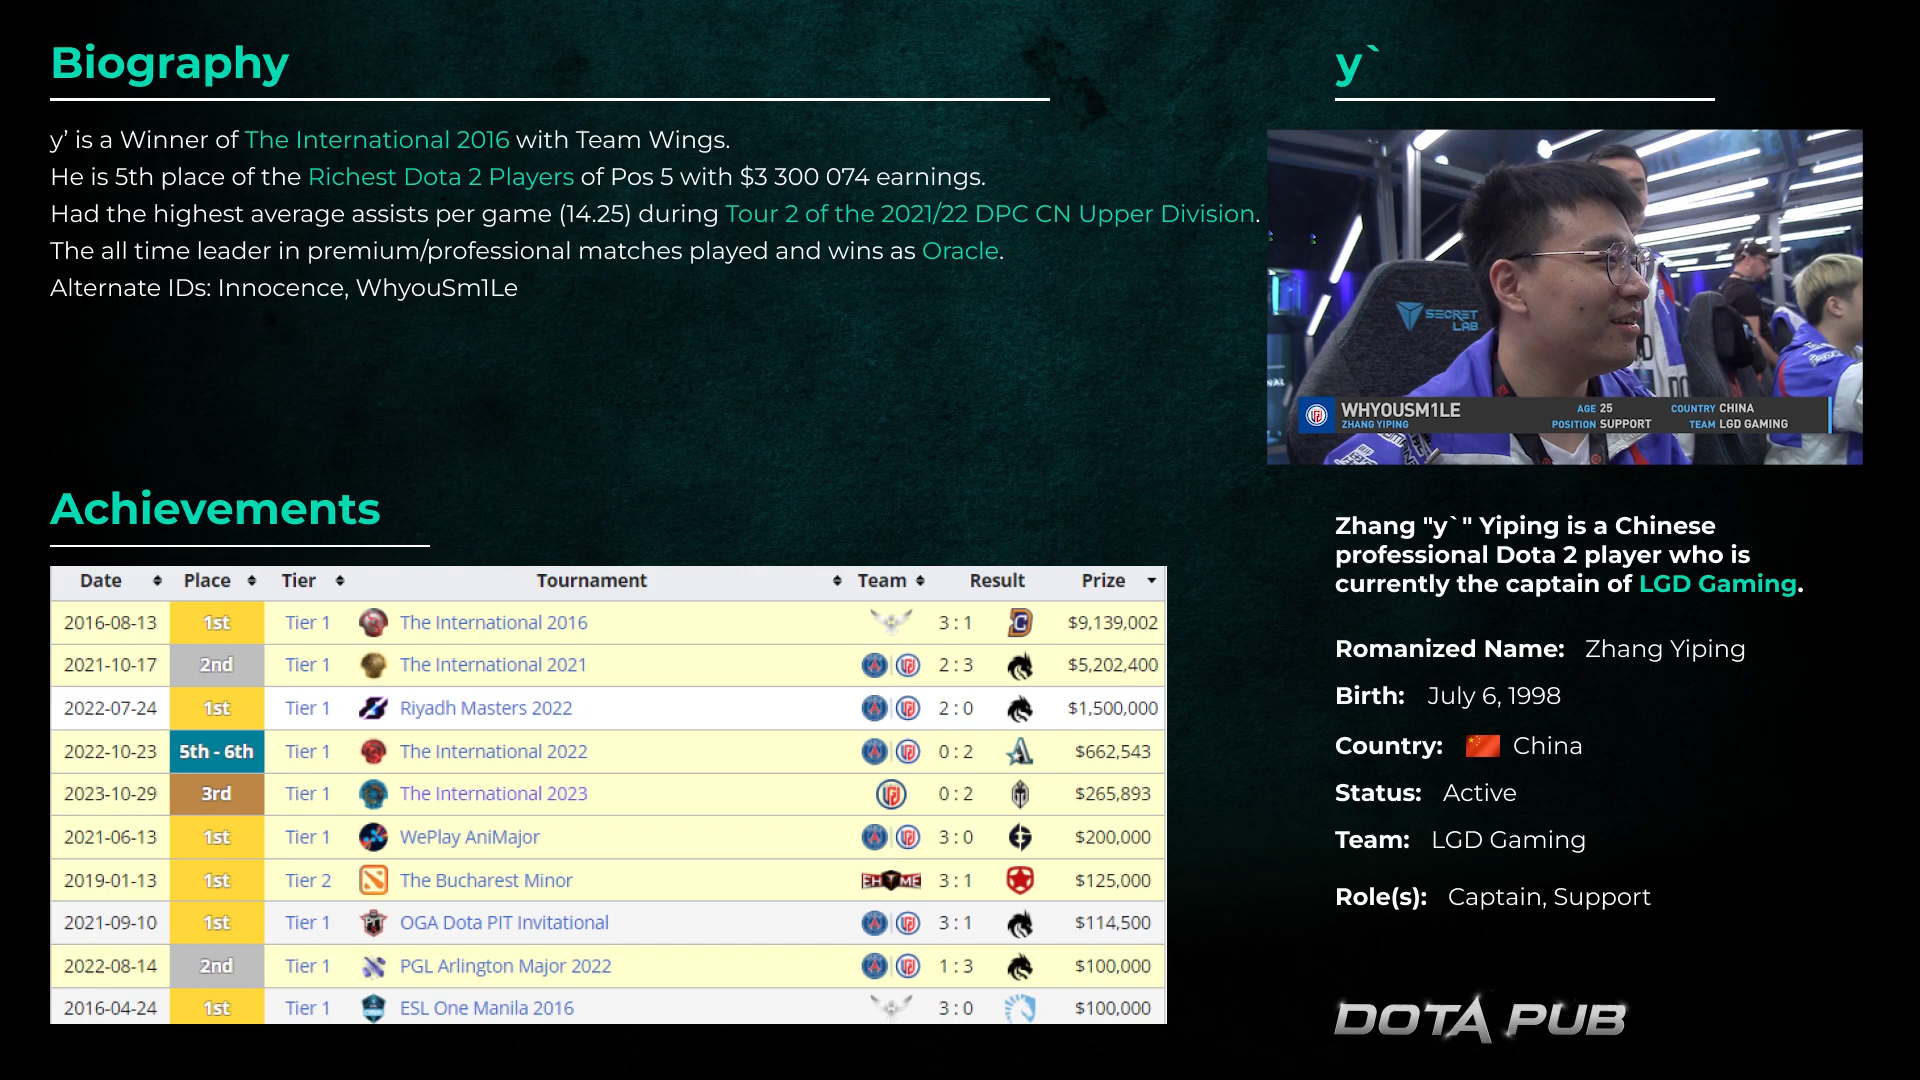 Biography
y’ is a Winner of The International 2016 with Team Wings.
He is 5th place of the Richest Dota 2 Players of Pos 5 with $3 300 074 earnings.
Had the highest average assists per game (14.25) during Tour 2 of the 2021/22 DPC CN Upper Division.
The all time leader in premium/professional matches played and wins as Oracle.
Alternate IDs: Innocence, WhyouSm1Le
y`
SECRET
LAB
WHYOUSM1LE
ZHANG YIPING
AGE 25
POSITION SUPPORT
COUNTRY CHINA
TEAM LGD GAMING
Achievements
Date Place Tier Tournament Team Result Prize
2016-08-13 1st Tier 1 The International 2016 3 : 1 $9,139,002
2021-10-17 2nd Tier 1 The International 2021 2 : 3 $5,202,400
2022-07-24 1st Tier 1 Riyadh Masters 2022 2 : 0 $1,500,000
2022-10-23 5th - 6th Tier 1 The International 2022 0 : 2 $662,543
2023-10-29 3rd Tier 1 The International 2023 0 : 2 $265,893
2021-06-13 1st Tier 1 WePlay AniMajor 3 : 0 $200,000
2019-01-13 1st Tier 2 The Bucharest Minor EHOME 3 : 1 $125,000
2021-09-10 1st Tier 1 OGA Dota PIT Invitational 3 : 1 $114,500
2022-08-14 2nd Tier 1 PGL Arlington Major 2022 1 : 3 $100,000
2016-04-24 1st Tier 1 ESL One Manila 2016 3 : 0 $100,000
Zhang "y`" Yiping is a Chinese
professional Dota 2 player who is
currently the captain of LGD Gaming.
Romanized Name: Zhang Yiping
Birth: July 6, 1998
Country: China
Status: Active
Team: LGD Gaming
Role(s): Captain, Support
DOTA PUB